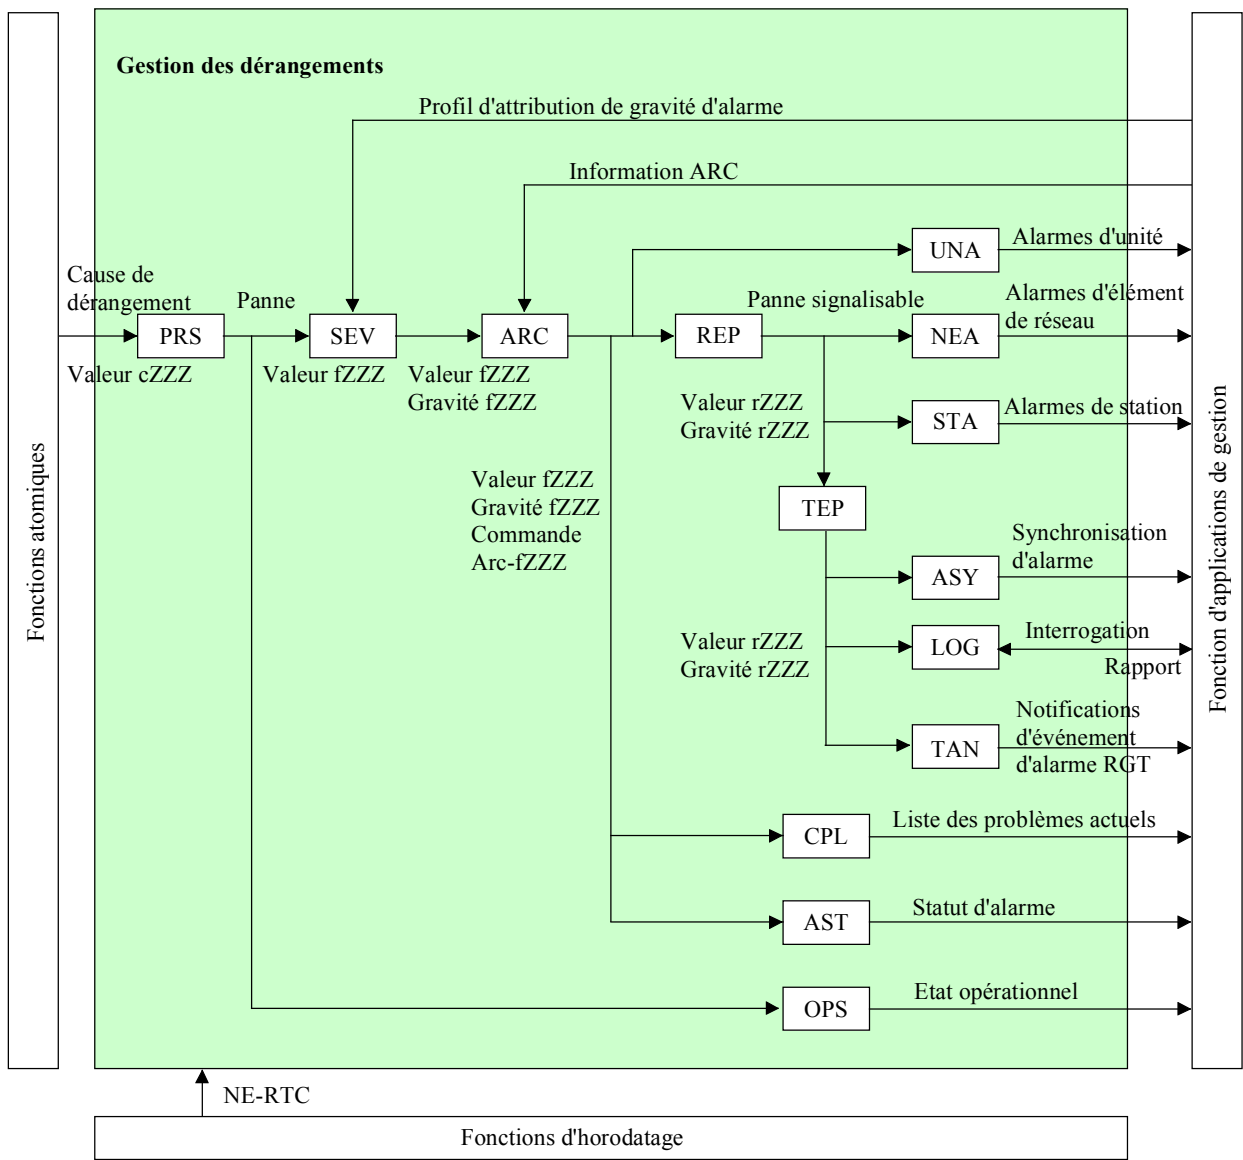 Gestion des dérangements
Profil d'attribution de gravité d'alarme
Information ARC
UNA
Alarmes d'unité
Cause de
dérangement
Panne
Panne signalisable
Alarmes d'élément
de réseau
PRS
SEV
ARC
REP
NEA
Valeur cZZZ
Valeur fZZZ
Valeur fZZZ
Gravité fZZZ
Valeur rZZZ
Gravité rZZZ
STA
Alarmes de station
Valeur fZZZ
Gravité fZZZ
Commande
Arc-fZZZ
TEP
Synchronisation
d'alarme
ASY
Valeur rZZZ
Gravité rZZZ
LOG
Interrogation
Rapport
Notifications
d'événement
d'alarme RGT
TAN
CPL
Liste des problèmes actuels
AST
Statut d'alarme
OPS
Etat opérationnel
Fonctions atomiques
Fonction d'applications de gestion
NE-RTC
Fonctions d'horodatage